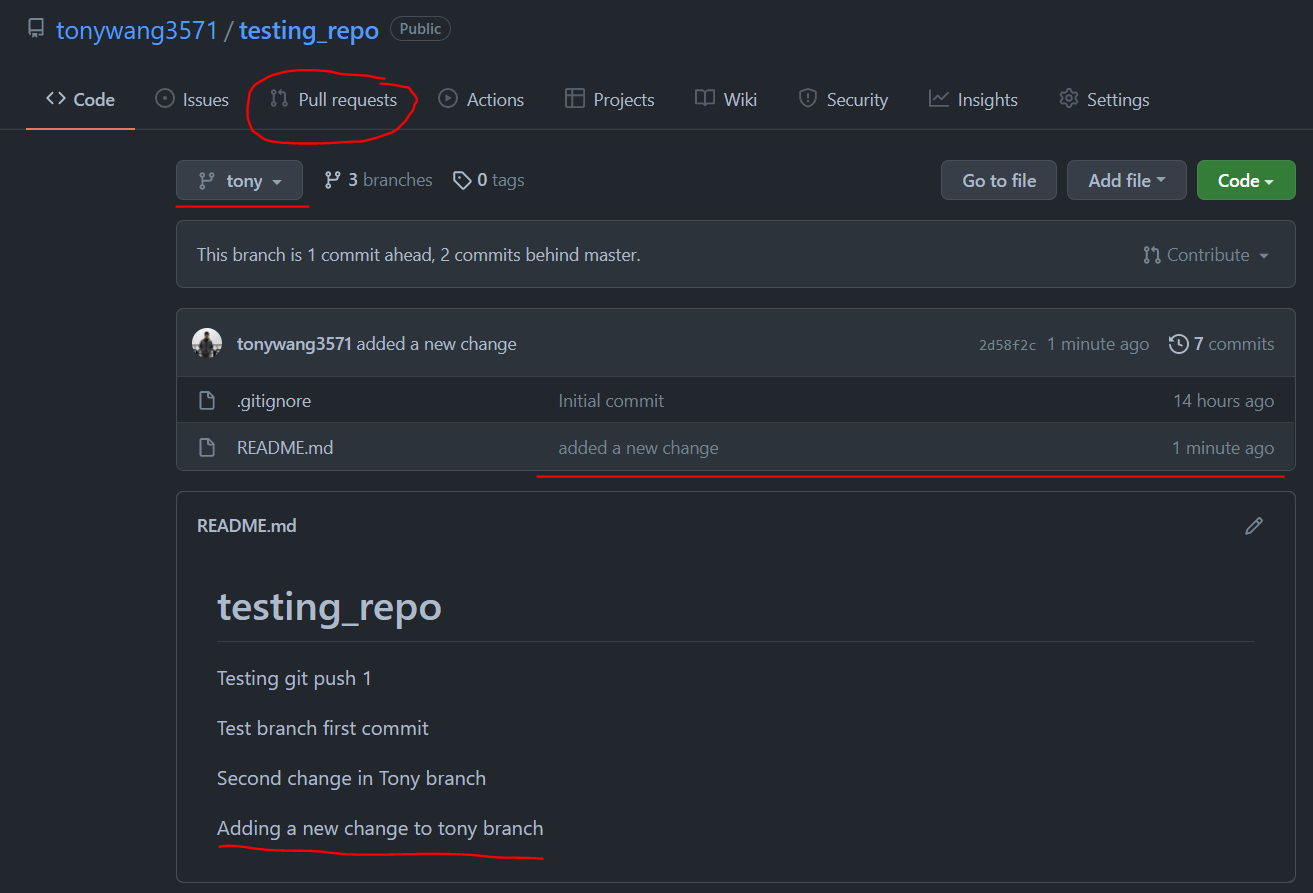 tonywang3571 / testing_repo Public
Code Issues Pull requests Actions Projects Wiki Security Insights Settings
tony 3 branches 0 tags Go to file Add file Code
This branch is 1 commit ahead, 2 commits behind master. Contribute
tonywang3571 added a new change 2d58f2c 1 minute ago 7 commits
.gitignore Initial commit 14 hours ago
README.md added a new change 1 minute ago
README.md
testing_repo
Testing git push 1
Test branch first commit
Second change in Tony branch
Adding a new change to tony branch